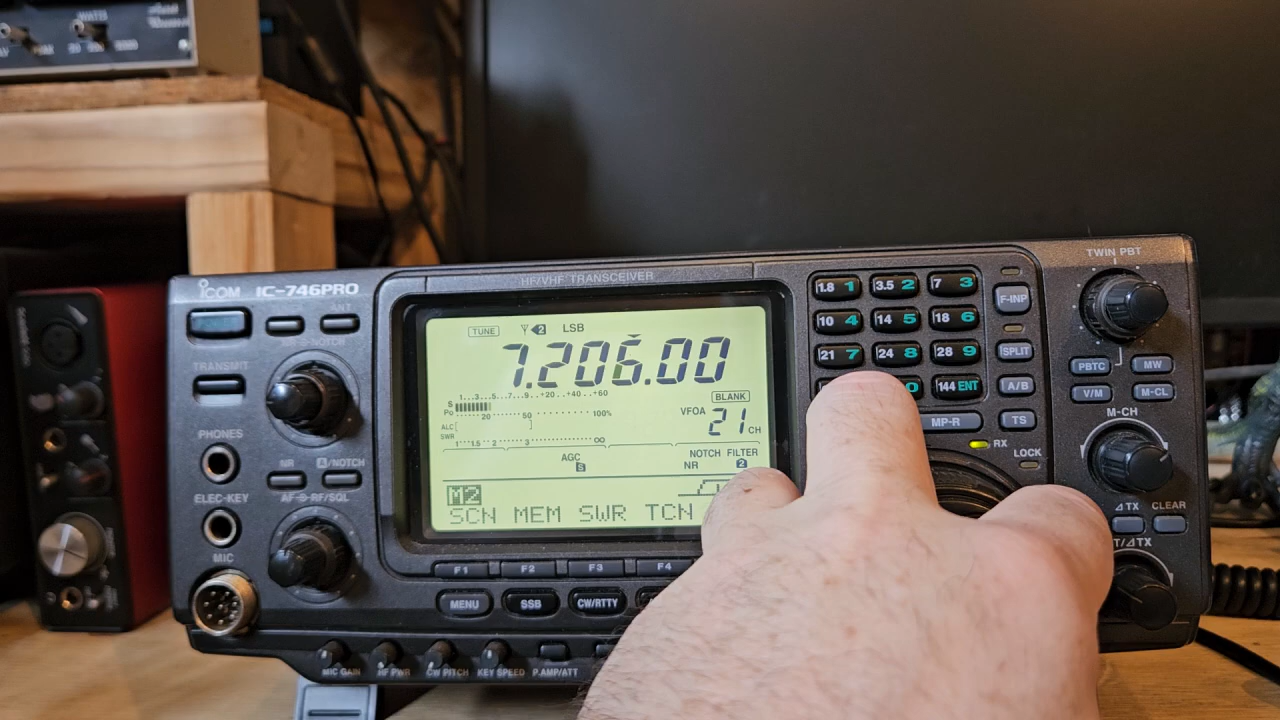 WATTS
HF/VHF TRANSCEIVER
ICOM IC-746PRO
ANT
TRANSMIT
PHONES
NR A/NOTCH
ELEC-KEY AF RF/SQL
MIC
TUNE 2 LSB
7.206.00
S 1...3...5...7...9..+20..+40..+60
Po 20 50 100%
ALC
SWR 1 1.5 2 3 ∞
BLANK
VFOA 21 CH
AGC S
NOTCH FILTER
NR 2
M2
SCN MEM SWR TCN
F1 F2 F3 F4
MENU SSB CW/RTTY
MIC GAIN RF PWR CW PITCH KEY SPEED P.AMP/ATT
1.8 1 3.5 2 7 3
10 4 14 5 18 6
21 7 24 8 28 9
0 144 ENT
MP-R
F-INP
SPLIT
A/B
TS
RX
LOCK
TWIN PBT
PBTC MW
V/M M-CL
M-CH
⊿TX CLEAR
T/⊿TX